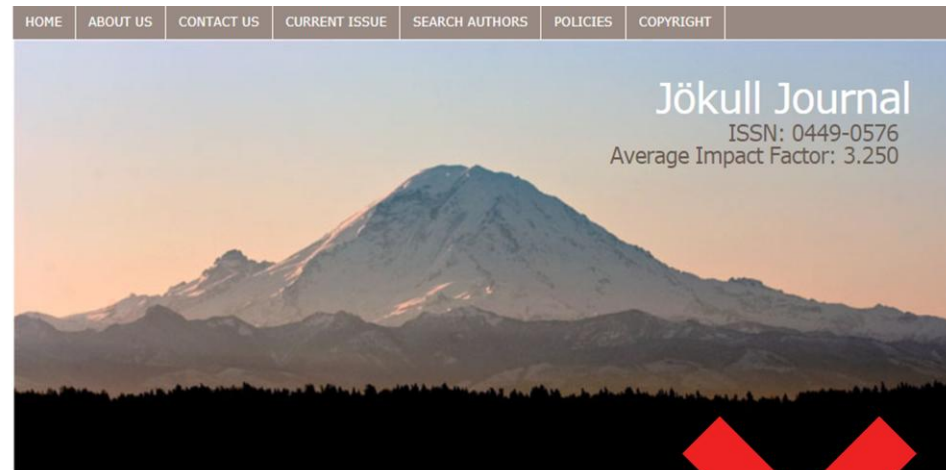 HOME ABOUT US CONTACT US CURRENT ISSUE SEARCH AUTHORS POLICIES COPYRIGHT
Jökull Journal
ISSN: 0449-0576
Average Impact Factor: 3.250